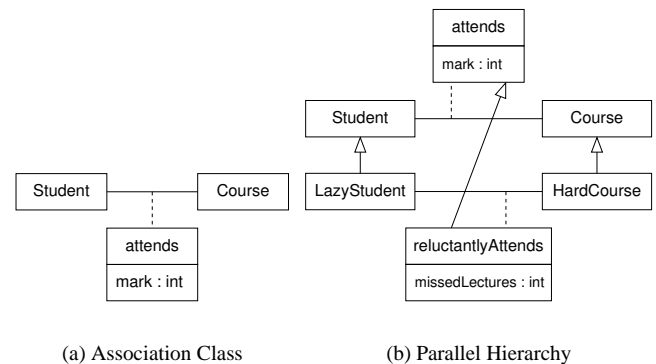 attends
mark : int
Student
Course
LazyStudent
HardCourse
reluctantlyAttends
missedLectures : int
Student
Course
attends
mark : int
(a) Association Class
(b) Parallel Hierarchy